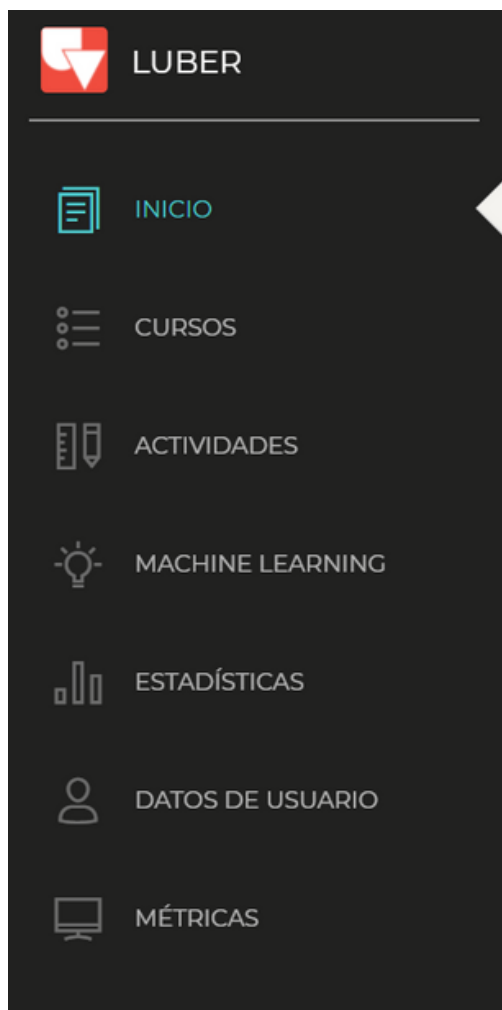 LUBER
INICIO
CURSOS
ACTIVIDADES
MACHINE LEARNING
ESTADÍSTICAS
DATOS DE USUARIO
MÉTRICAS